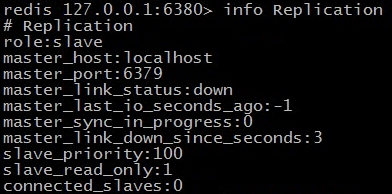 redis 127.0.0.1:6380> info Replication
# Replication
role:slave
master_host:localhost
master_port:6379
master_link_status:down
master_last_io_seconds_ago:-1
master_sync_in_progress:0
master_link_down_since_seconds:3
slave_priority:100
slave_read_only:1
connected_slaves:0